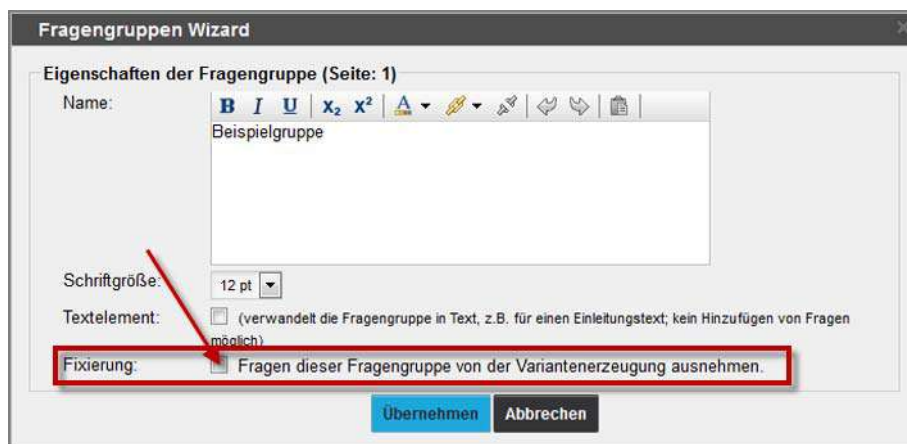 Fragengruppen Wizard
Eigenschaften der Fragengruppe (Seite: 1)
Name:
B I U X₂ X² A
Beispielgruppe
Schriftgröße: 12 pt
Textelement: (verwandelt die Fragengruppe in Text, z.B. für einen Einleitungstext; kein Hinzufügen von Fragen
möglich)
Fixierung: Fragen dieser Fragengruppe von der Variantenerzeugung ausnehmen.
Übernehmen Abbrechen